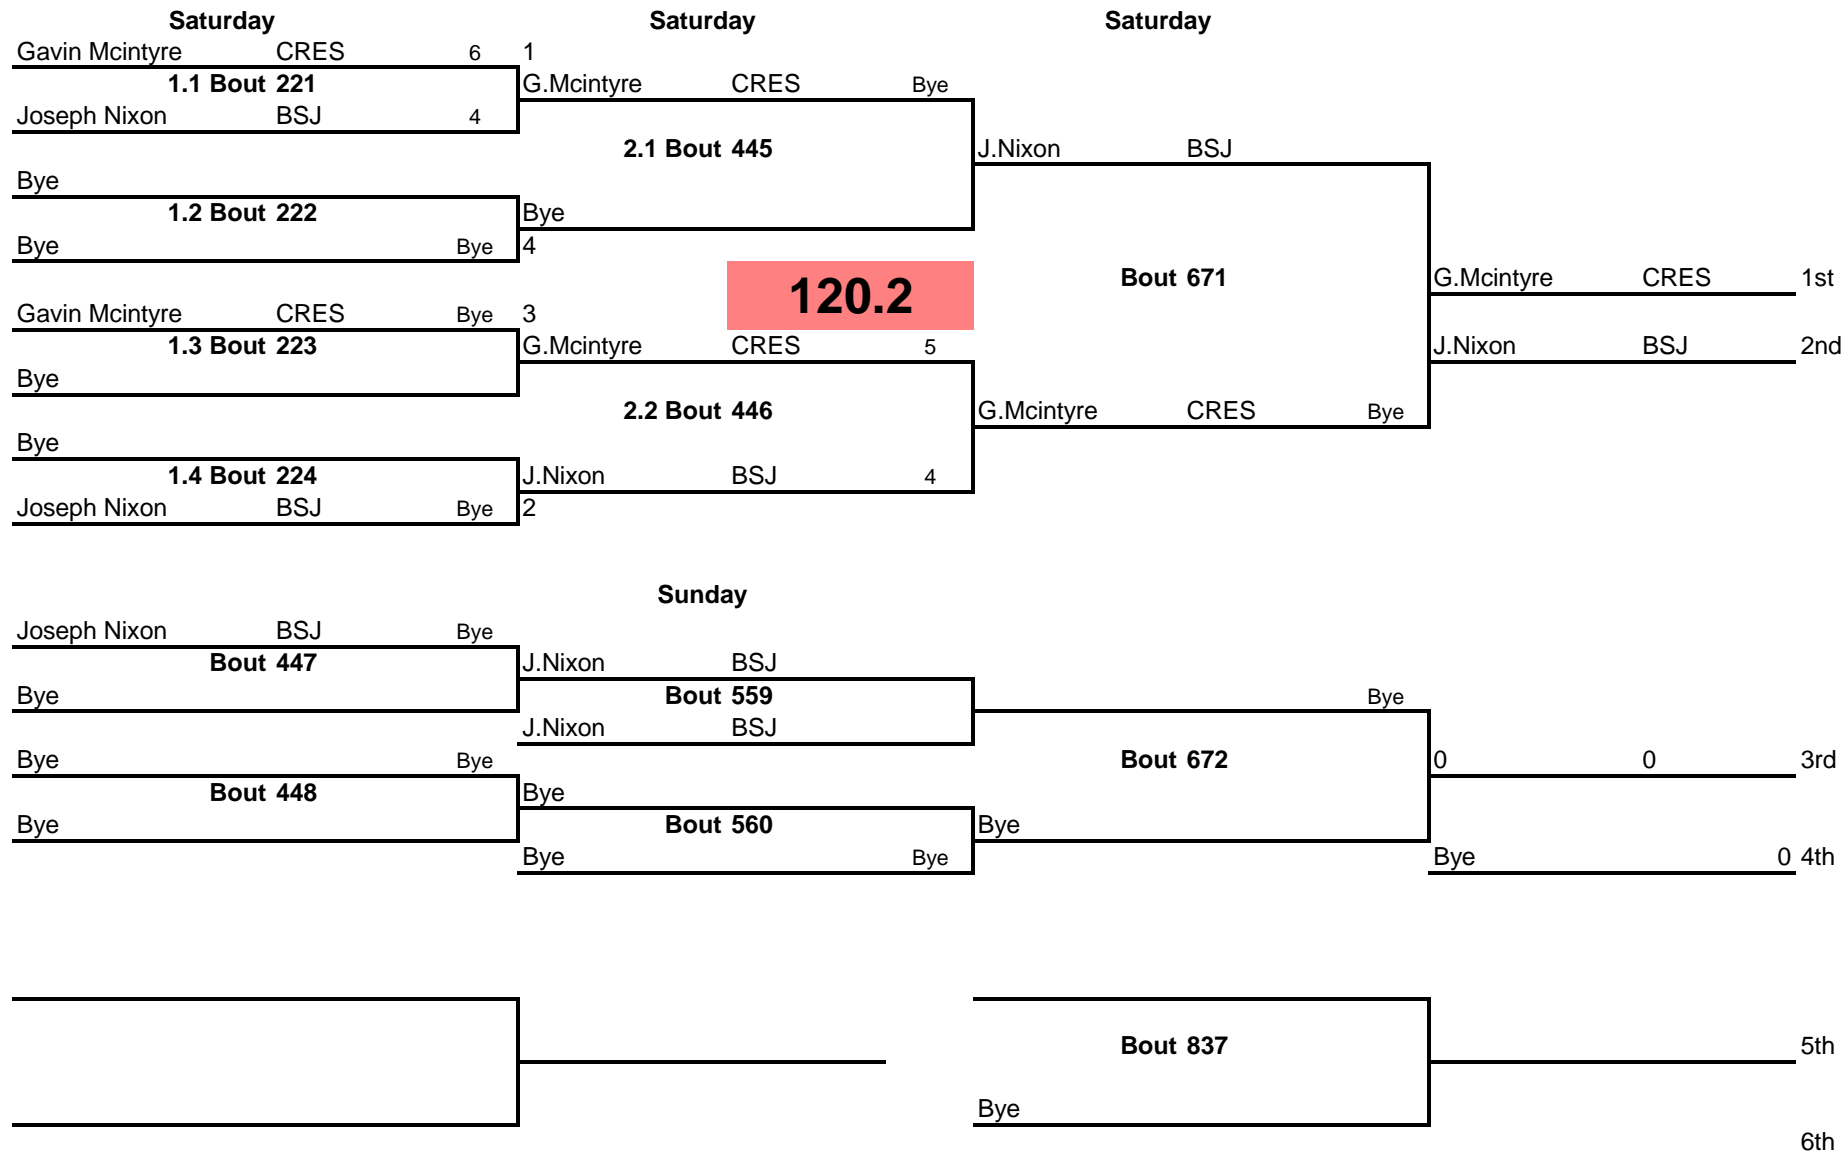 Saturday Saturday Saturday
Gavin Mcintyre CRES 6 1
1.1 Bout 221 G.Mcintyre CRES Bye
Joseph Nixon BSJ 4
2.1 Bout 445 J.Nixon BSJ
Bye
1.2 Bout 222 Bye
Bye Bye 4
120.2 Bout 671 G.Mcintyre CRES 1st
Gavin Mcintyre CRES Bye 3
1.3 Bout 223 G.Mcintyre CRES 5 J.Nixon BSJ 2nd
Bye
2.2 Bout 446 G.Mcintyre CRES Bye
Bye
1.4 Bout 224 J.Nixon BSJ 4
Joseph Nixon BSJ Bye 2
Sunday
Joseph Nixon BSJ Bye
Bout 447 J.Nixon BSJ
Bye Bout 559 Bye
J.Nixon BSJ
Bye Bye Bout 672 0 0 3rd
Bout 448 Bye
Bye Bout 560 Bye
Bye Bye Bye 0 4th
Bout 837 5th
Bye
6th